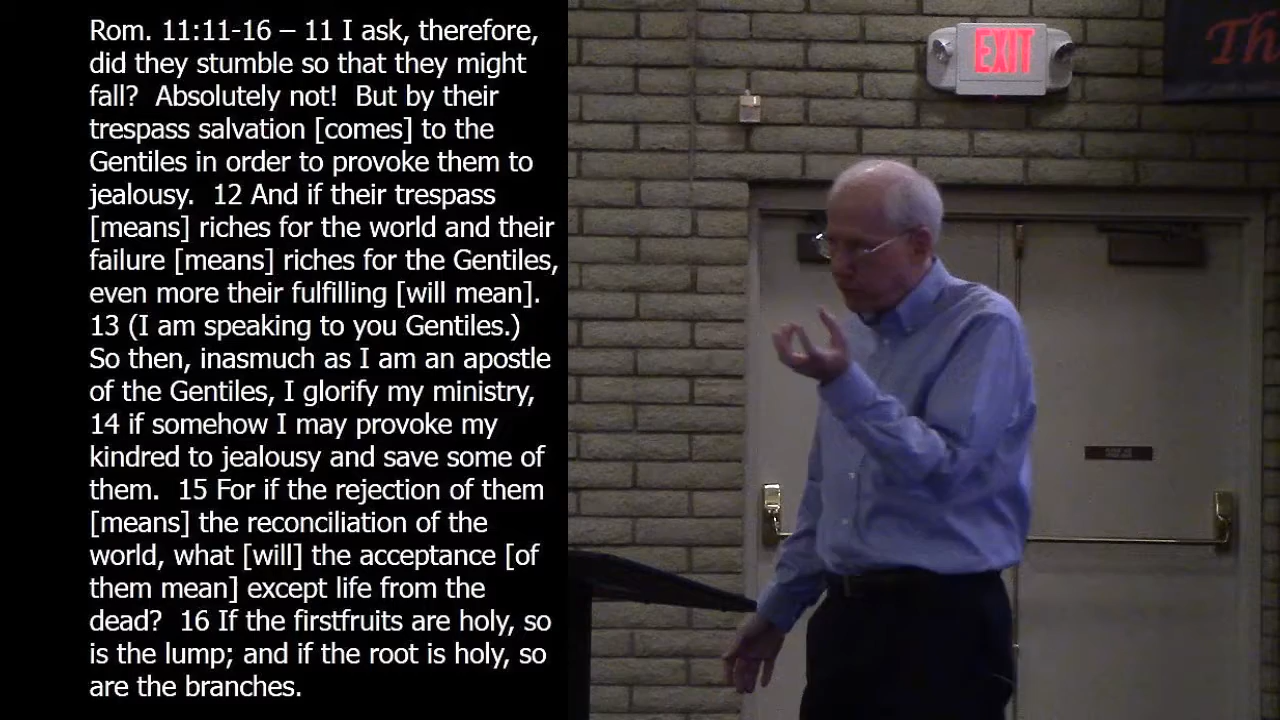 Rom. 11:11-16 – 11 I ask, therefore,
did they stumble so that they might
fall?  Absolutely not!  But by their
trespass salvation [comes] to the
Gentiles in order to provoke them to
jealousy.  12 And if their trespass
[means] riches for the world and their
failure [means] riches for the Gentiles,
even more their fulfilling [will mean].
13 (I am speaking to you Gentiles.)
So then, inasmuch as I am an apostle
of the Gentiles, I glorify my ministry,
14 if somehow I may provoke my
kindred to jealousy and save some of
them.  15 For if the rejection of them
[means] the reconciliation of the
world, what [will] the acceptance [of
them mean] except life from the
dead?  16 If the firstfruits are holy, so
is the lump; and if the root is holy, so
are the branches.
EXIT
Th